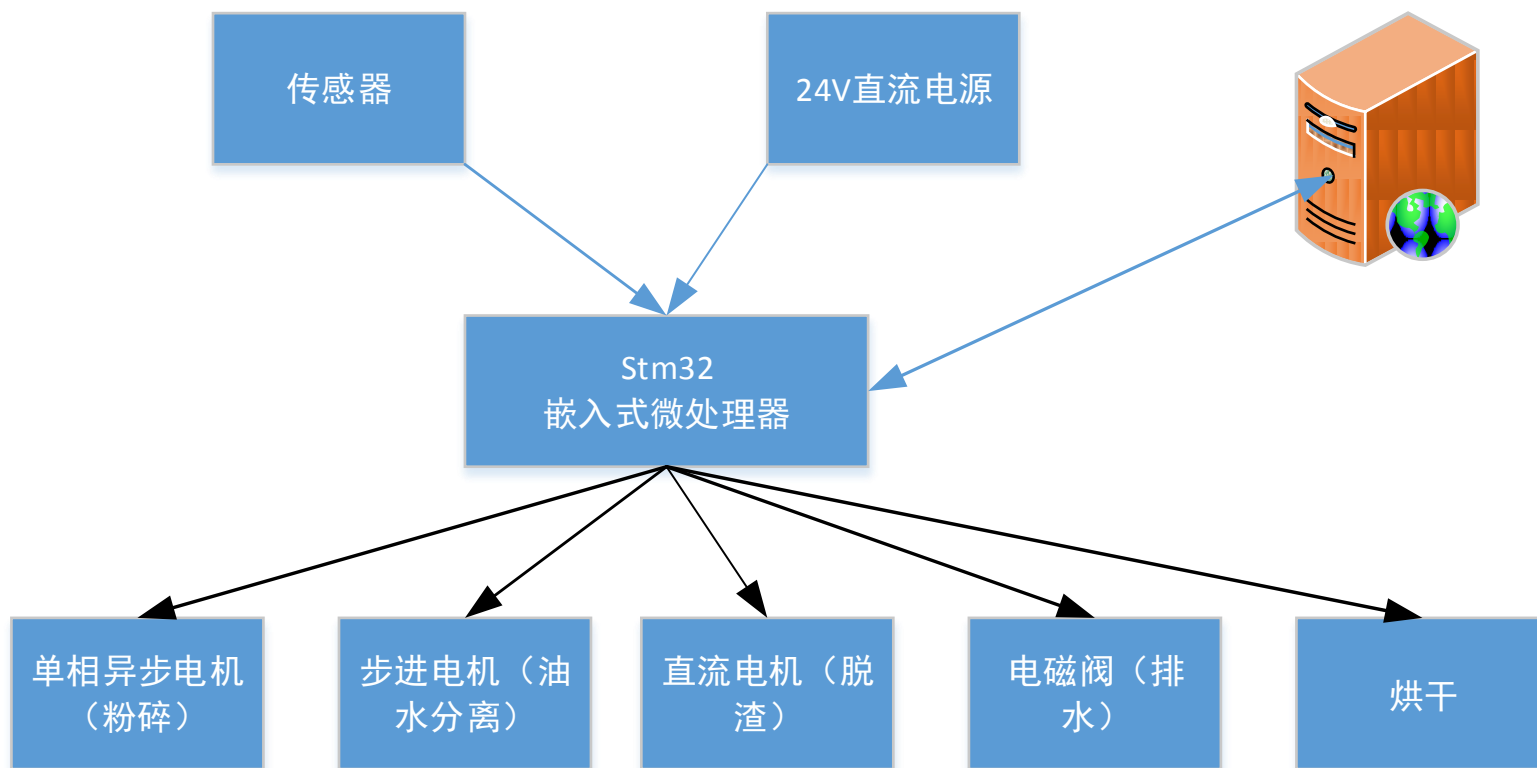 传感器
24V直流电源
Stm32
嵌入式微处理器
单相异步电机
（粉碎）
步进电机（油
水分离）
直流电机（脱
渣）
电磁阀（排
水）
烘干